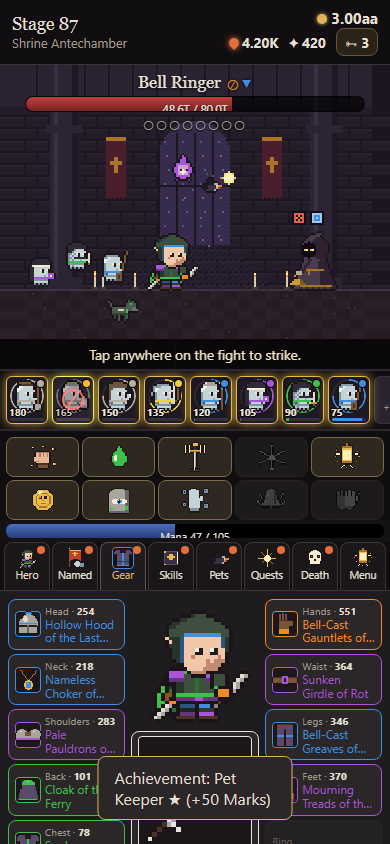 Stage 87
3.00aa
Shrine Antechamber
4.20K
420
3
Bell Ringer
48.6T / 80.0T
Tap anywhere on the fight to strike.
180
165
150
135
120
105
90
75
Mana 47 / 105
Hero
Named
Gear
Skills
Pets
Quests
Death
Menu
Head · 254
Hollow Hood
of the Last...
Hands · 551
Bell-Cast
Gauntlets of...
Neck · 218
Nameless
Choker of...
Waist · 364
Sunken
Girdle of Rot
Shoulders · 283
Pale
Pauldrons o...
Legs · 346
Bell-Cast
Greaves of...
Back · 101
Cloak of th
Ferry
Feet · 370
Mourning
Treads of th...
Achievement: Pet
Keeper ★ (+50 Marks)
Chest · 78
Ring